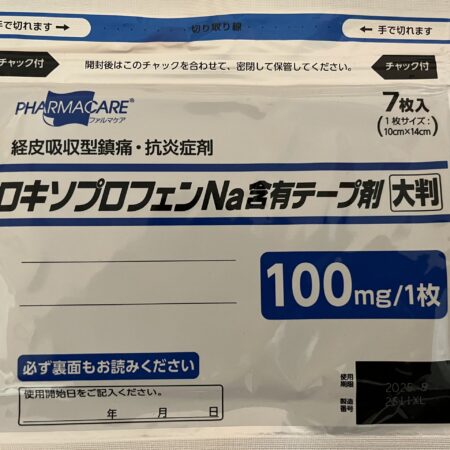 手で切れます→
切り取り線
←手で切れます
チャック付
開封後はこのチャックを合わせて、密閉して保管してください。
チャック付
PHARMACARE®
ファルマケア
7枚入
(1枚サイズ:
10cm×14cm)
経皮吸収型鎮痛・抗炎症剤
ロキソプロフェンNa含有テープ剤 大判
100mg/1枚
必ず裏面もお読みください
使用開始日をご記入ください。
年 月 日
使用
期限
製造
番号